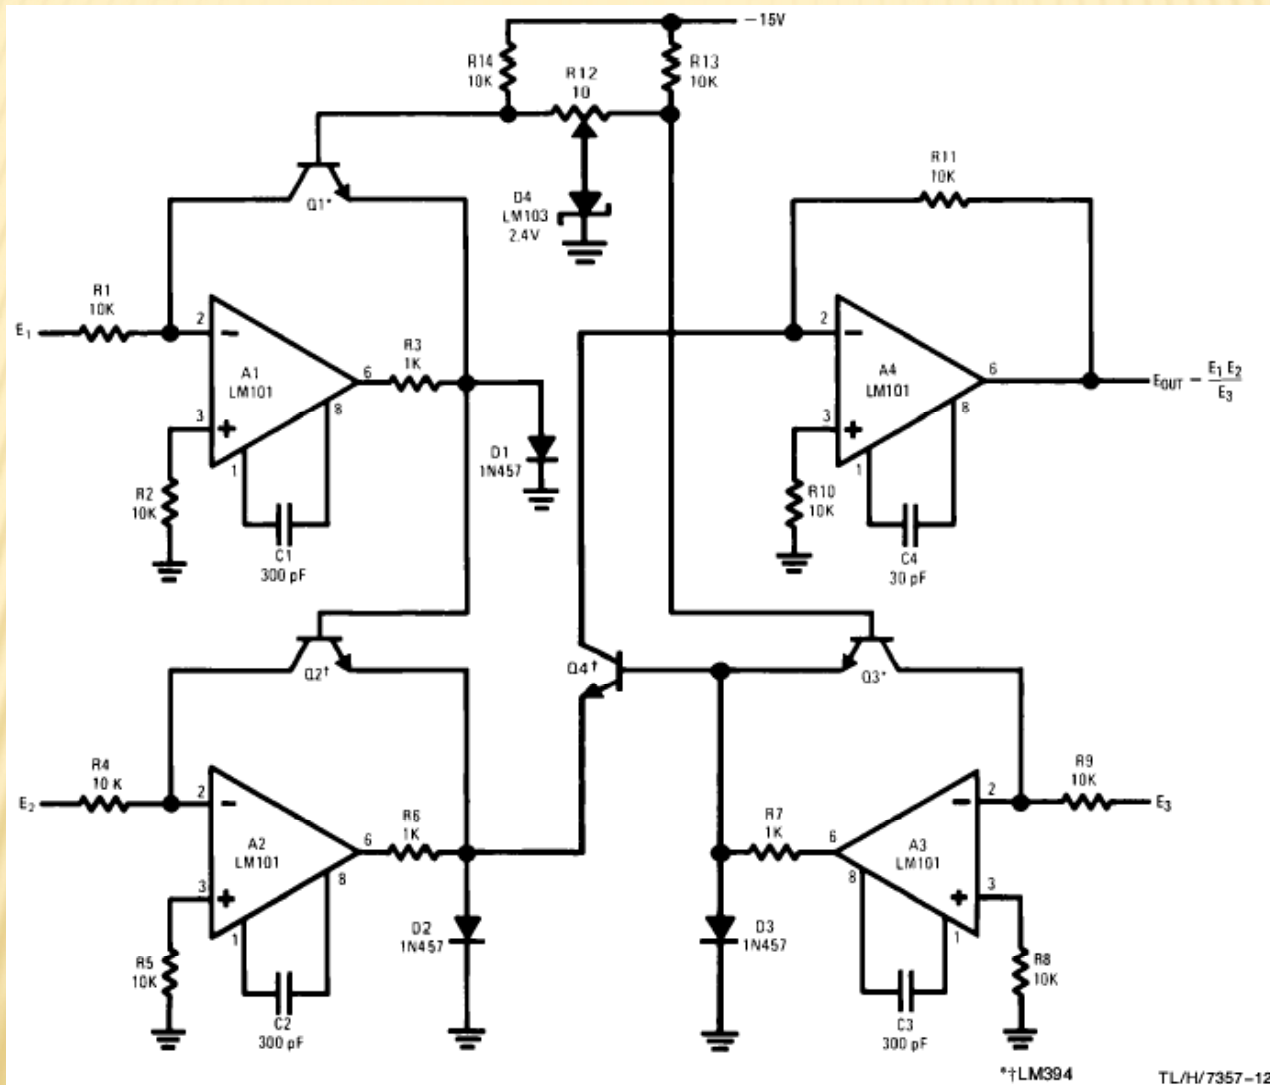 −15V
R14
10K
R12
10
R13
10K
Q1*
D4
LM103
2.4V
R11
10K
E1
R1
10K
2
−
A1
LM101
3
+
6
8
1
R3
1K
R2
10K
C1
300 pF
D1
1N457
2
−
A4
LM101
3
+
6
8
1
EOUT − E1 E2
E3
R10
10K
C4
30 pF
Q2†
Q4†
Q3*
E2
R4
10 K
2
−
A2
LM101
3
+
6
8
1
R6
1K
R5
10K
C2
300 pF
D2
1N457
R7
1K
6
A3
LM101
8
2
−
3
+
1
R9
10K
E3
D3
1N457
C3
300 pF
R8
10K
*†LM394
TL/H/7357–12